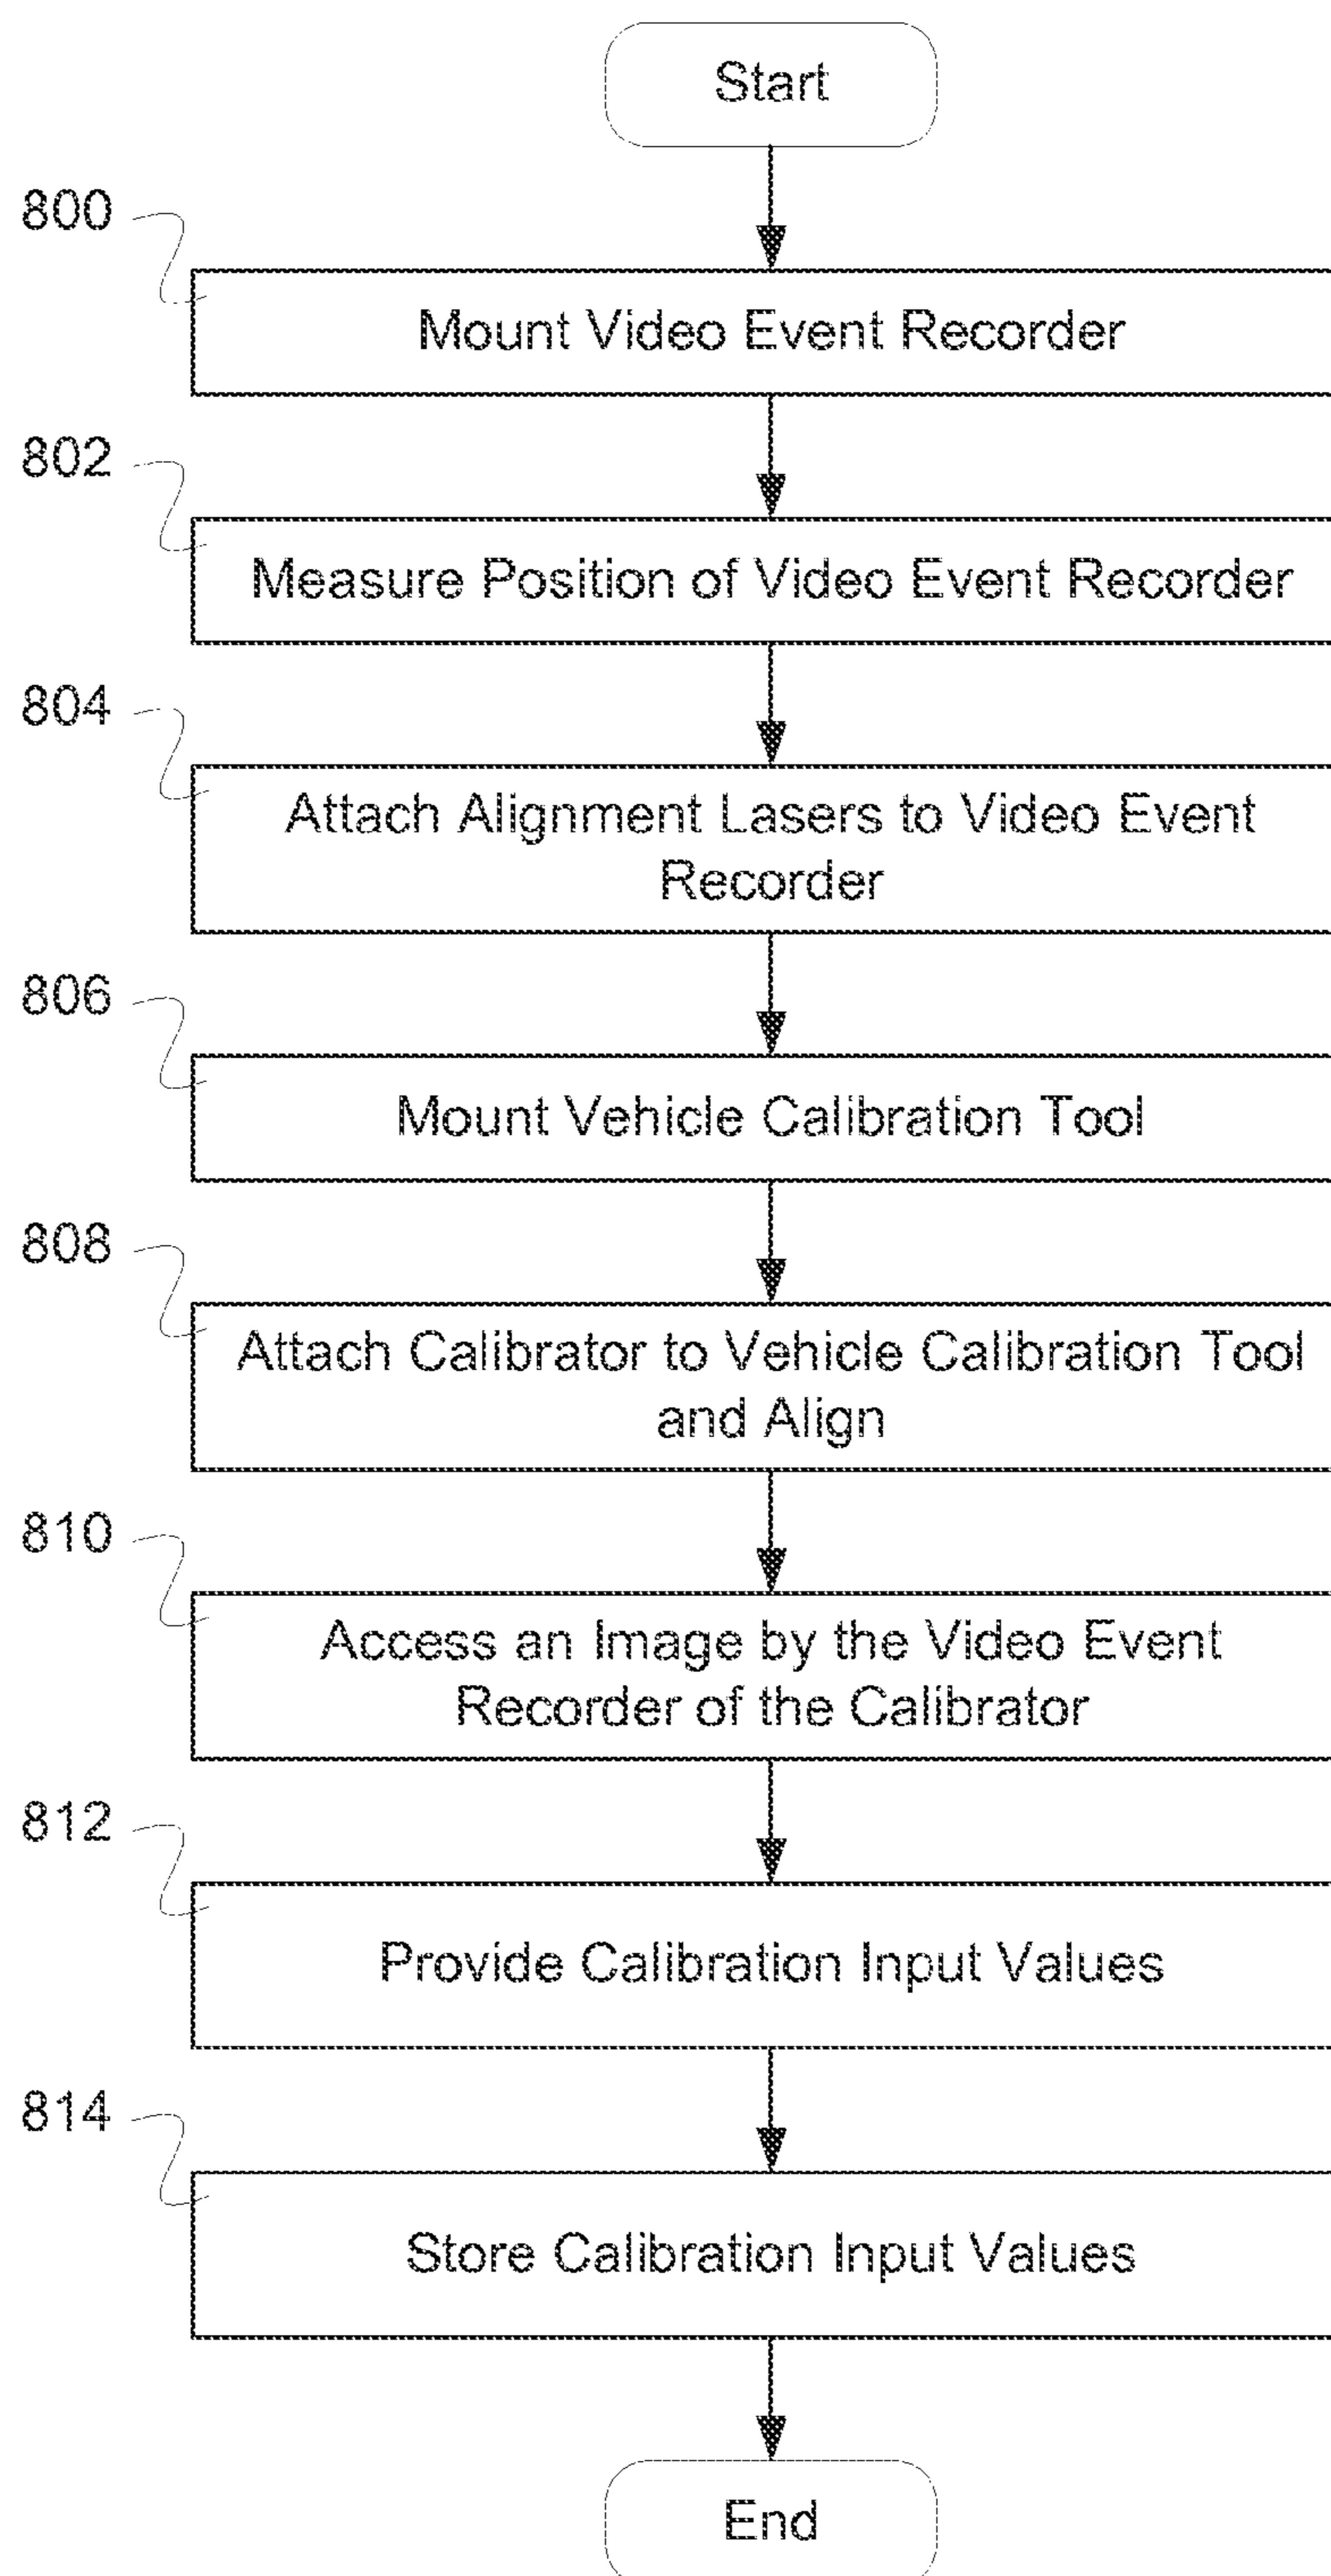 Start
800
Mount Video Event Recorder
802
Measure Position of Video Event Recorder
804
Attach Alignment Lasers to Video Event
Recorder
806
Mount Vehicle Calibration Tool
808
Attach Calibrator to Vehicle Calibration Tool
and Align
810
Access an Image by the Video Event
Recorder of the Calibrator
812
Provide Calibration Input Values
814
Store Calibration Input Values
End